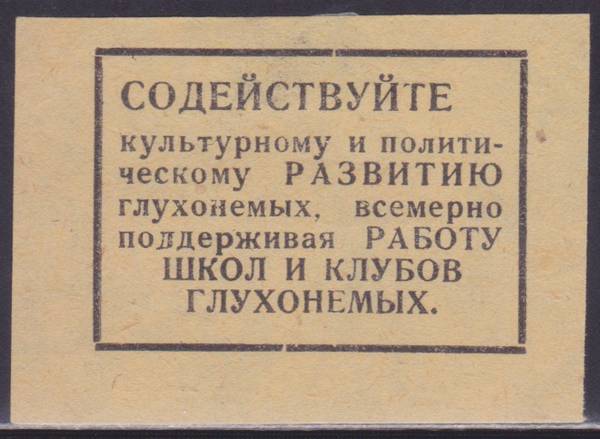 СОДЕЙСТВУЙТЕ
культурному и полити-
ческому РАЗВИТИЮ
глухонемых, всемерно
поддерживая РАБОТУ
ШКОЛ И КЛУБОВ
ГЛУХОНЕМЫХ.